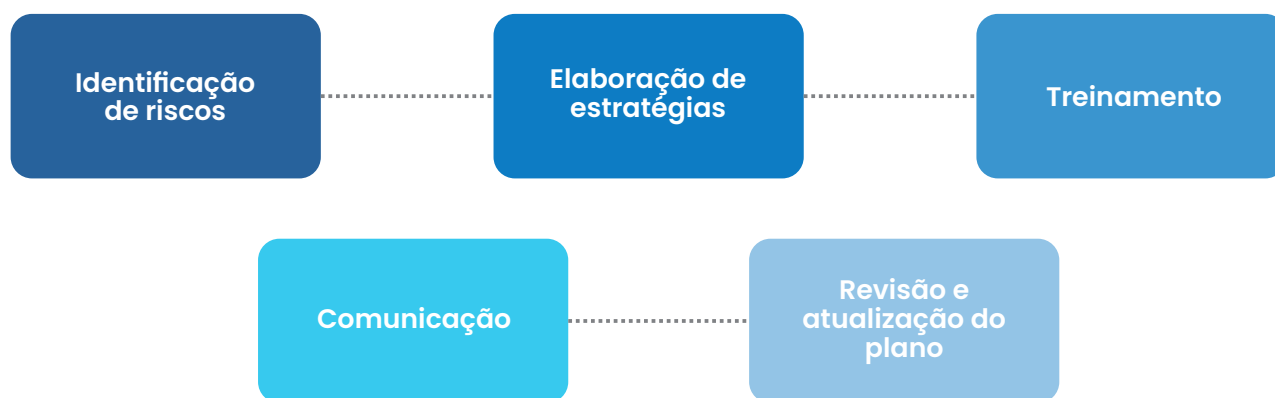 Identificação
de riscos
Elaboração de
estratégias
Treinamento
Comunicação
Revisão e
atualização do
plano